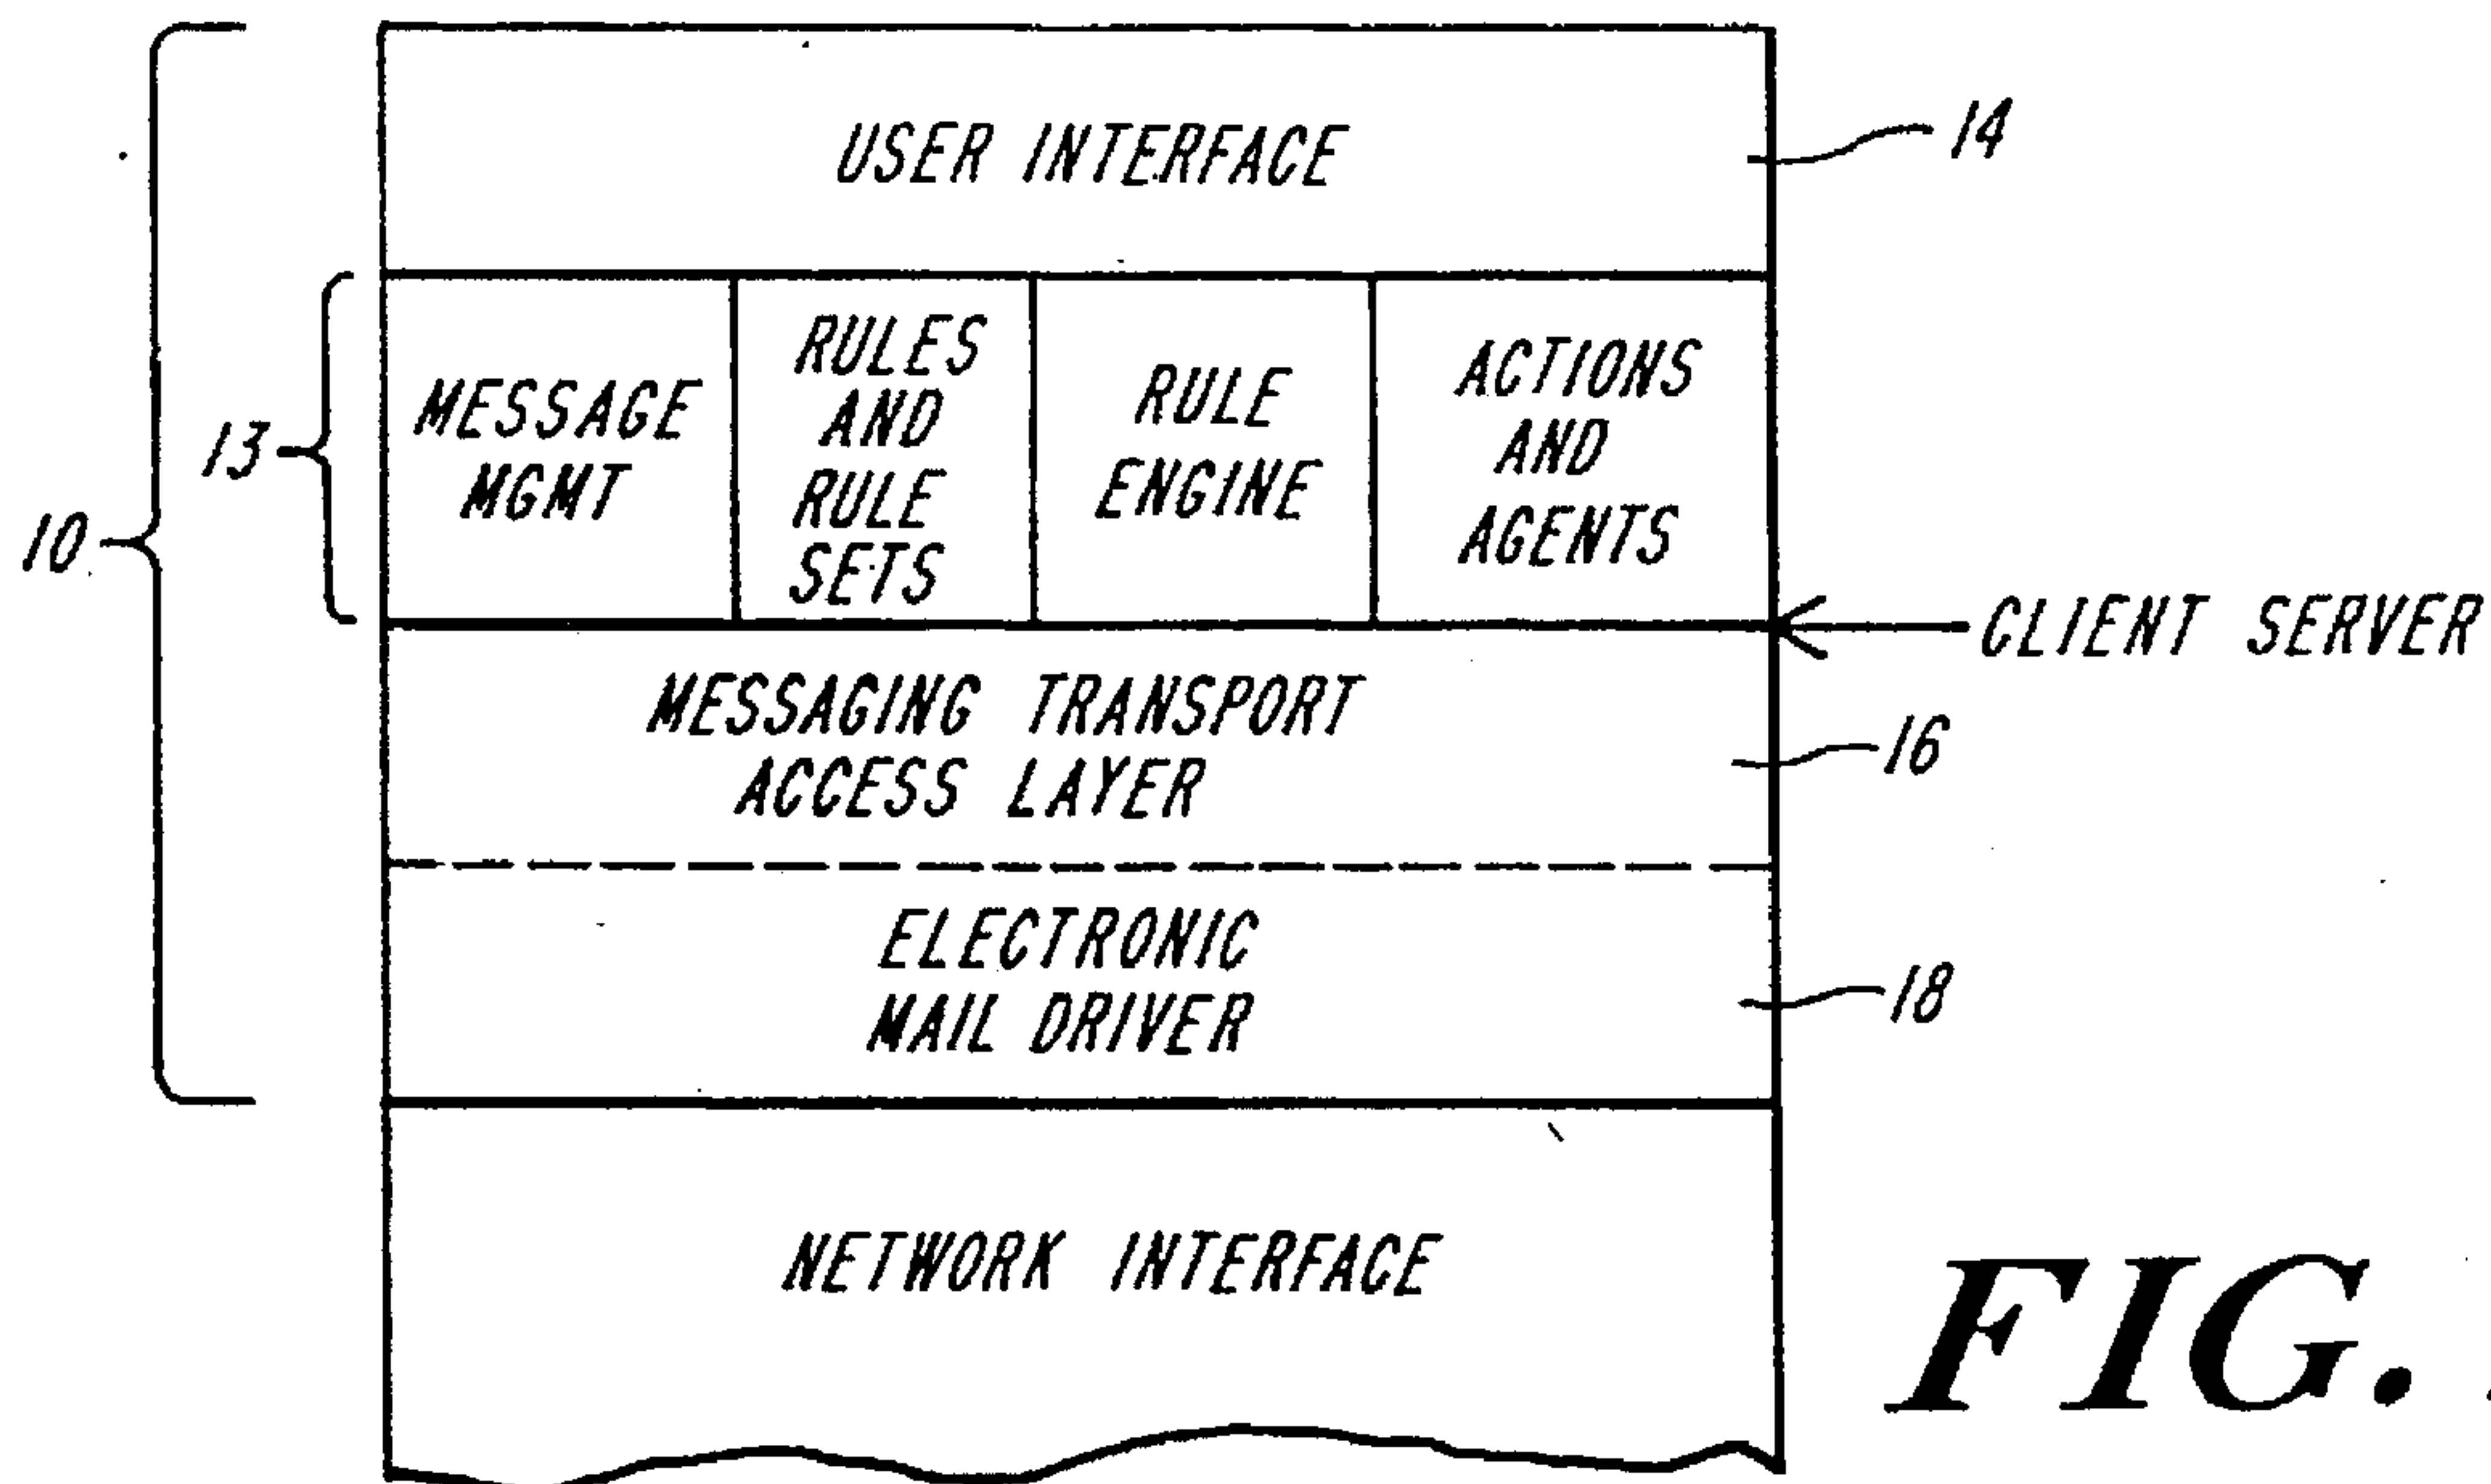 USER INTERFACE
14
MESSAGE
MGMT
RULES
AND
RULE
SETS
RULE
ENGINE
ACTIONS
AND
AGENTS
13
10
CLIENT SERVER
MESSAGING TRANSPORT
ACCESS LAYER
16
ELECTRONIC
MAIL DRIVER
18
NETWORK INTERFACE
FIG.